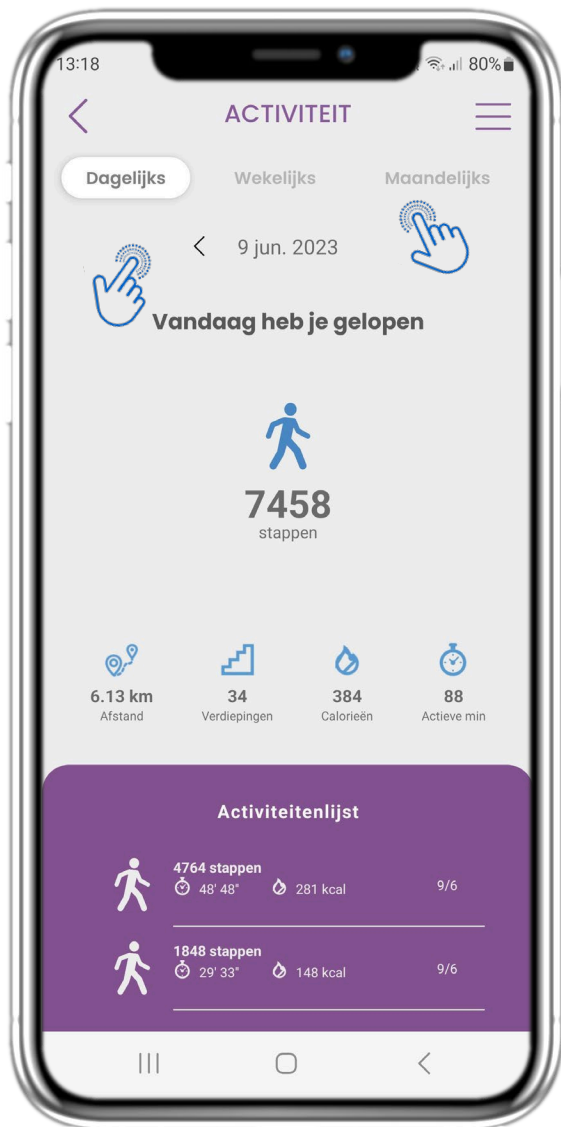 13:18 80%
ACTIVITEIT
Dagelijks Wekelijks Maandelijks
9 jun. 2023
Vandaag heb je gelopen
7458
stappen
6.13 km 34 384 88
Afstand Verdiepingen Calorieën Actieve min
Activiteitenlijst
4764 stappen
48' 48" 281 kcal 9/6
1848 stappen
29' 33" 148 kcal 9/6